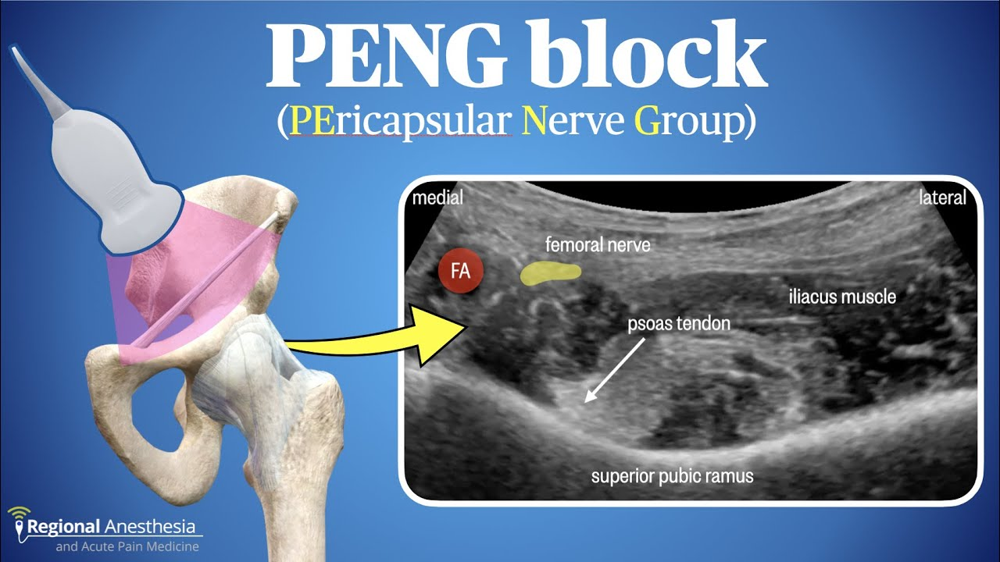 PENG block
(PEricapsular Nerve Group)
medial
lateral
femoral nerve
FA
iliacus muscle
psoas tendon
superior pubic ramus
Regional Anesthesia
and Acute Pain Medicine